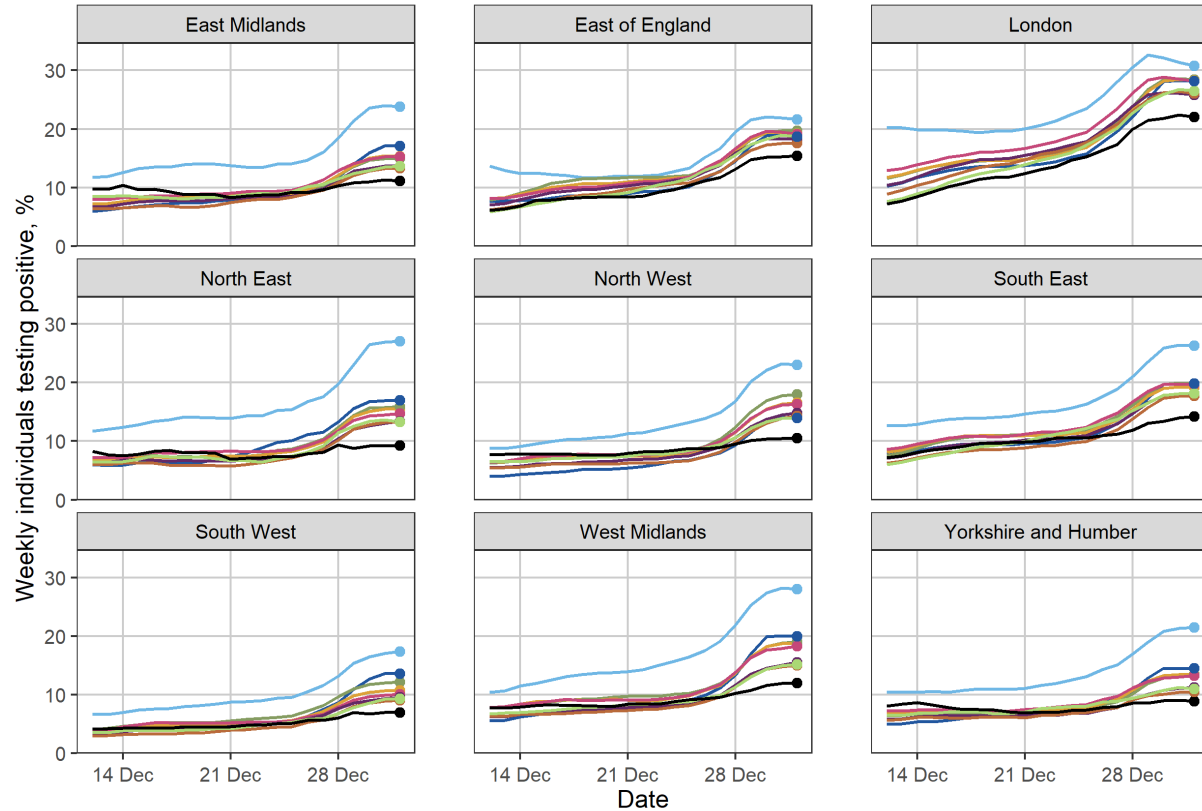 East Midlands
East of England
London
30
20
10
0
North East
North West
South East
30
20
10
0
South West
West Midlands
Yorkshire and Humber
30
20
10
0
14 Dec 21 Dec 28 Dec
14 Dec 21 Dec 28 Dec
14 Dec 21 Dec 28 Dec
Date
Weekly individuals testing positive, %